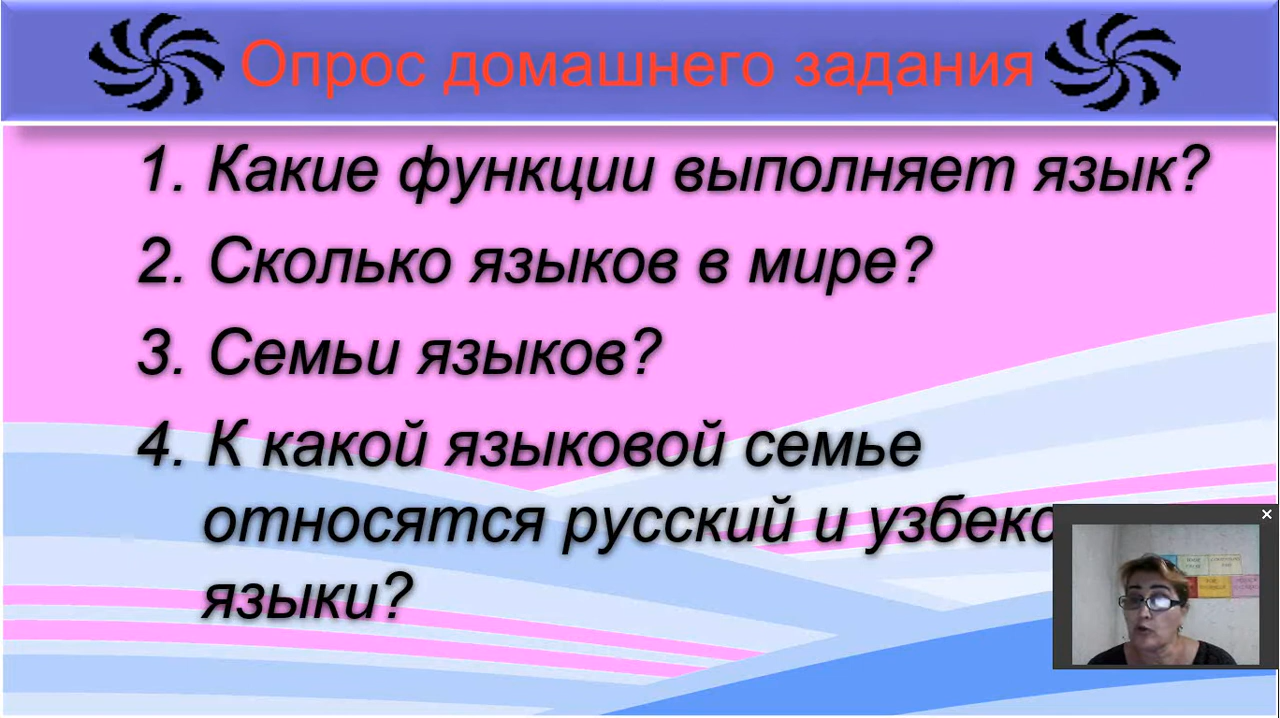 Опрос домашнего задания
1. Какие функции выполняет язык?
2. Сколько языков в мире?
3. Семьи языков?
4. К какой языковой семье
относятся русский и
языки?